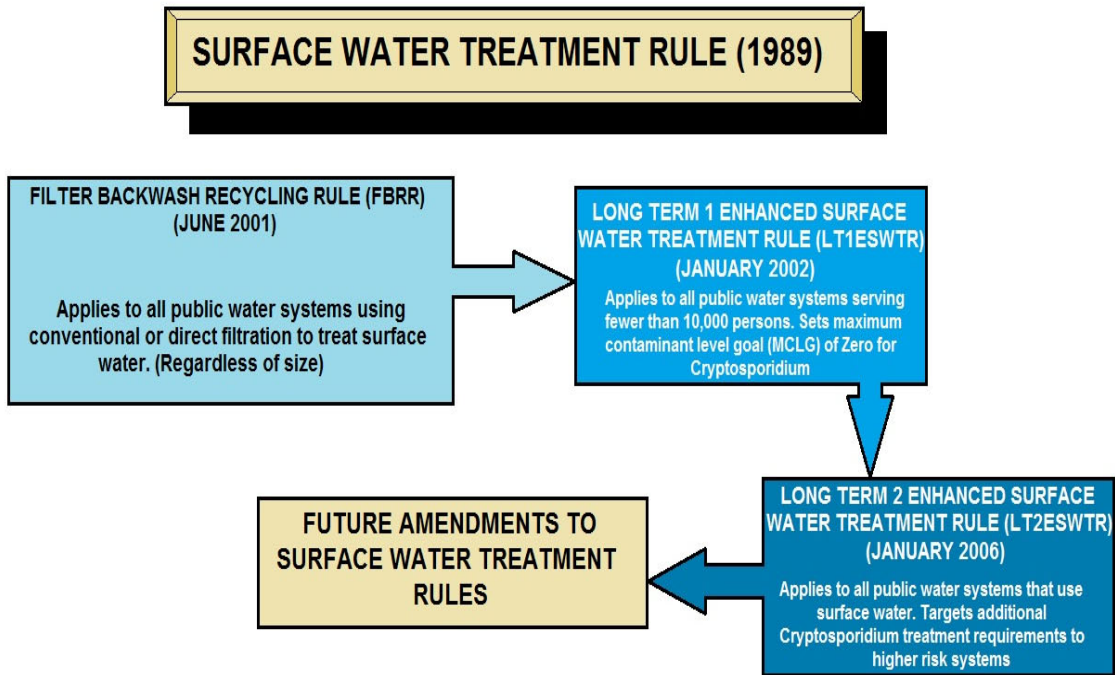 SURFACE WATER TREATMENT RULE (1989)
FILTER BACKWASH RECYCLING RULE (FBRR)
(JUNE 2001)
Applies to all public water systems using
conventional or direct filtration to treat surface
water. (Regardless of size)
LONG TERM 1 ENHANCED SURFACE
WATER TREATMENT RULE (LT1ESWTR)
(JANUARY 2002)
Applies to all public water systems serving
fewer than 10,000 persons. Sets maximum
contaminant level goal (MCLG) of Zero for
Cryptosporidium
LONG TERM 2 ENHANCED SURFACE
WATER TREATMENT RULE (LT2ESWTR)
(JANUARY 2006)
Applies to all public water systems that use
surface water. Targets additional
Cryptosporidium treatment requirements to
higher risk systems
FUTURE AMENDMENTS TO
SURFACE WATER TREATMENT
RULES